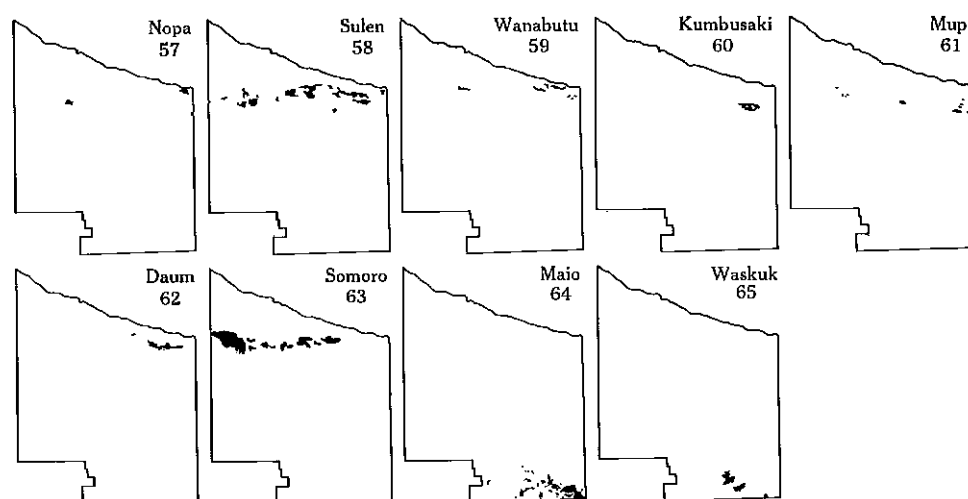 Nopa
57
Sulen
58
Wanabutu
59
Kumbusaki
60
Mup
61
Daum
62
Somoro
63
Maio
64
Waskuk
65